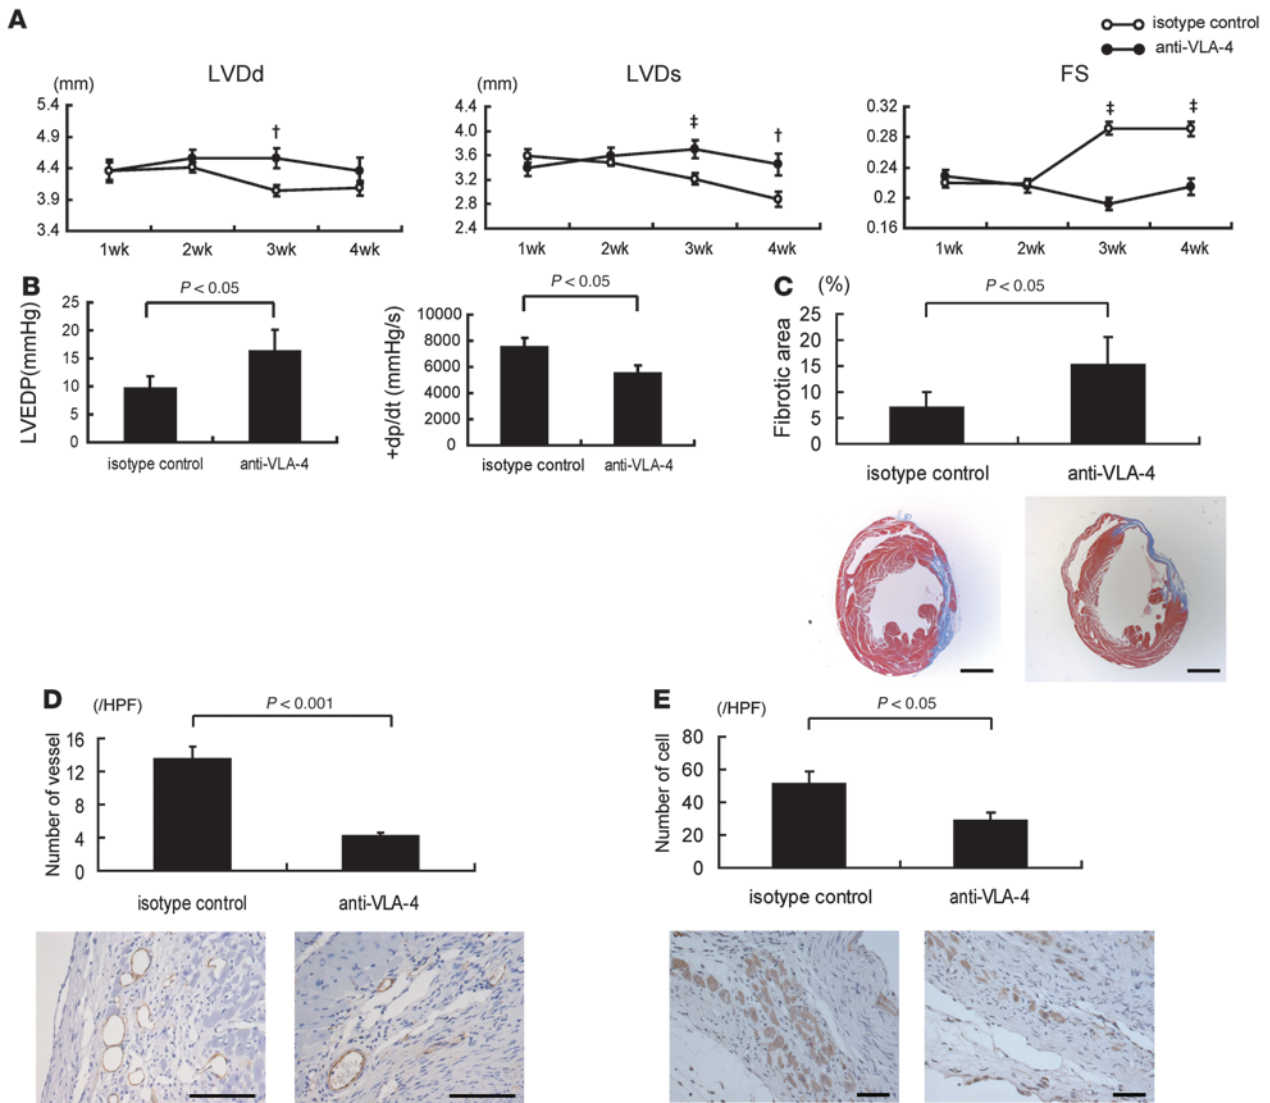 A
isotype control
anti-VLA-4
LVDd
LVDs
FS
(mm)
(mm)
5.4
4.9
4.4
3.9
3.4
†
1wk 2wk 3wk 4wk
4.4
4.0
3.6
3.2
2.8
2.4
‡
†
1wk 2wk 3wk 4wk
0.32
0.28
0.24
0.2
0.16
‡
‡
1wk 2wk 3wk 4wk
B
LVEDP(mmHg)
25
20
15
10
5
0
P < 0.05
isotype control anti-VLA-4
+dp/dt (mmHg/s)
10000
8000
6000
4000
2000
0
P < 0.05
isotype control anti-VLA-4
C
(%)
Fibrotic area
25
20
15
10
5
0
P < 0.05
isotype control anti-VLA-4
D
(/HPF)
Number of vessel
16
12
8
4
0
P < 0.001
isotype control anti-VLA-4
E
(/HPF)
Number of cell
80
60
40
20
0
P < 0.05
isotype control anti-VLA-4